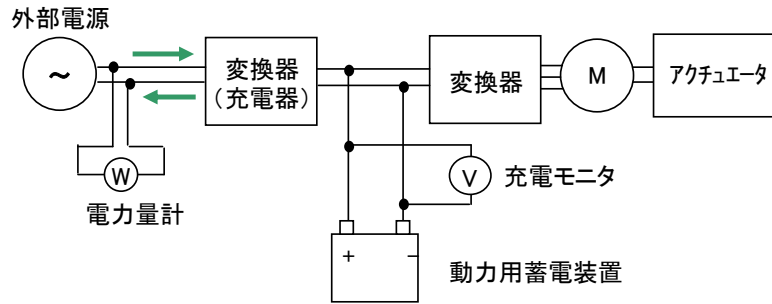 外部電源
~
変換器
(充電器)
変換器
M
アクチュエータ
W
電力量計
V
充電モニタ
+
−
動力用蓄電装置